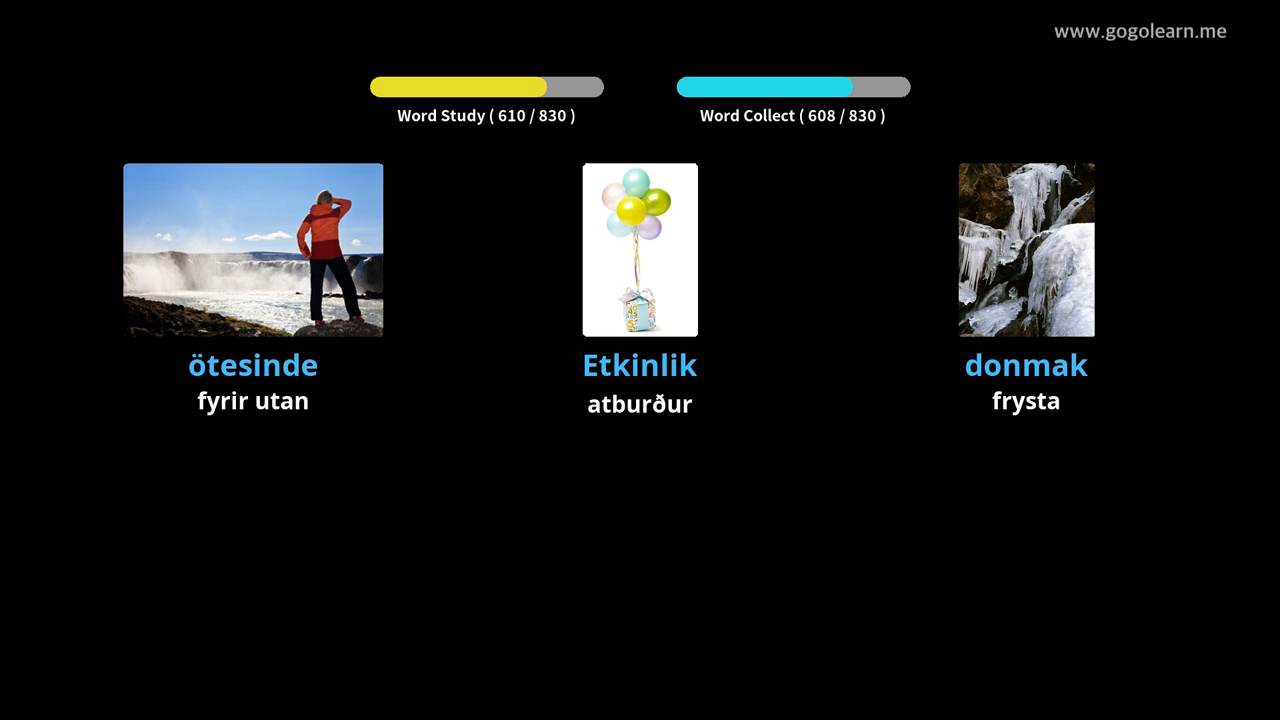 www.gogolearn.me
Word Study ( 610 / 830 )
Word Collect ( 608 / 830 )
ötesinde
fyrir utan
Etkinlik
atburður
donmak
frysta